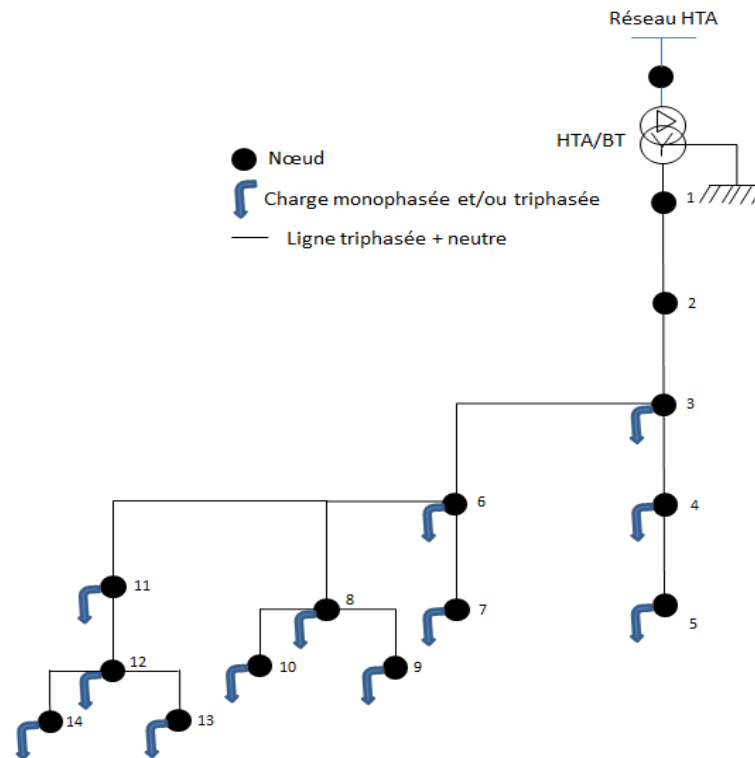 Réseau HTA
HTA/BT
Nœud
Charge monophasée et/ou triphasée
Ligne triphasée + neutre
1
2
3
6
4
11
8
7
5
12
10
9
14
13